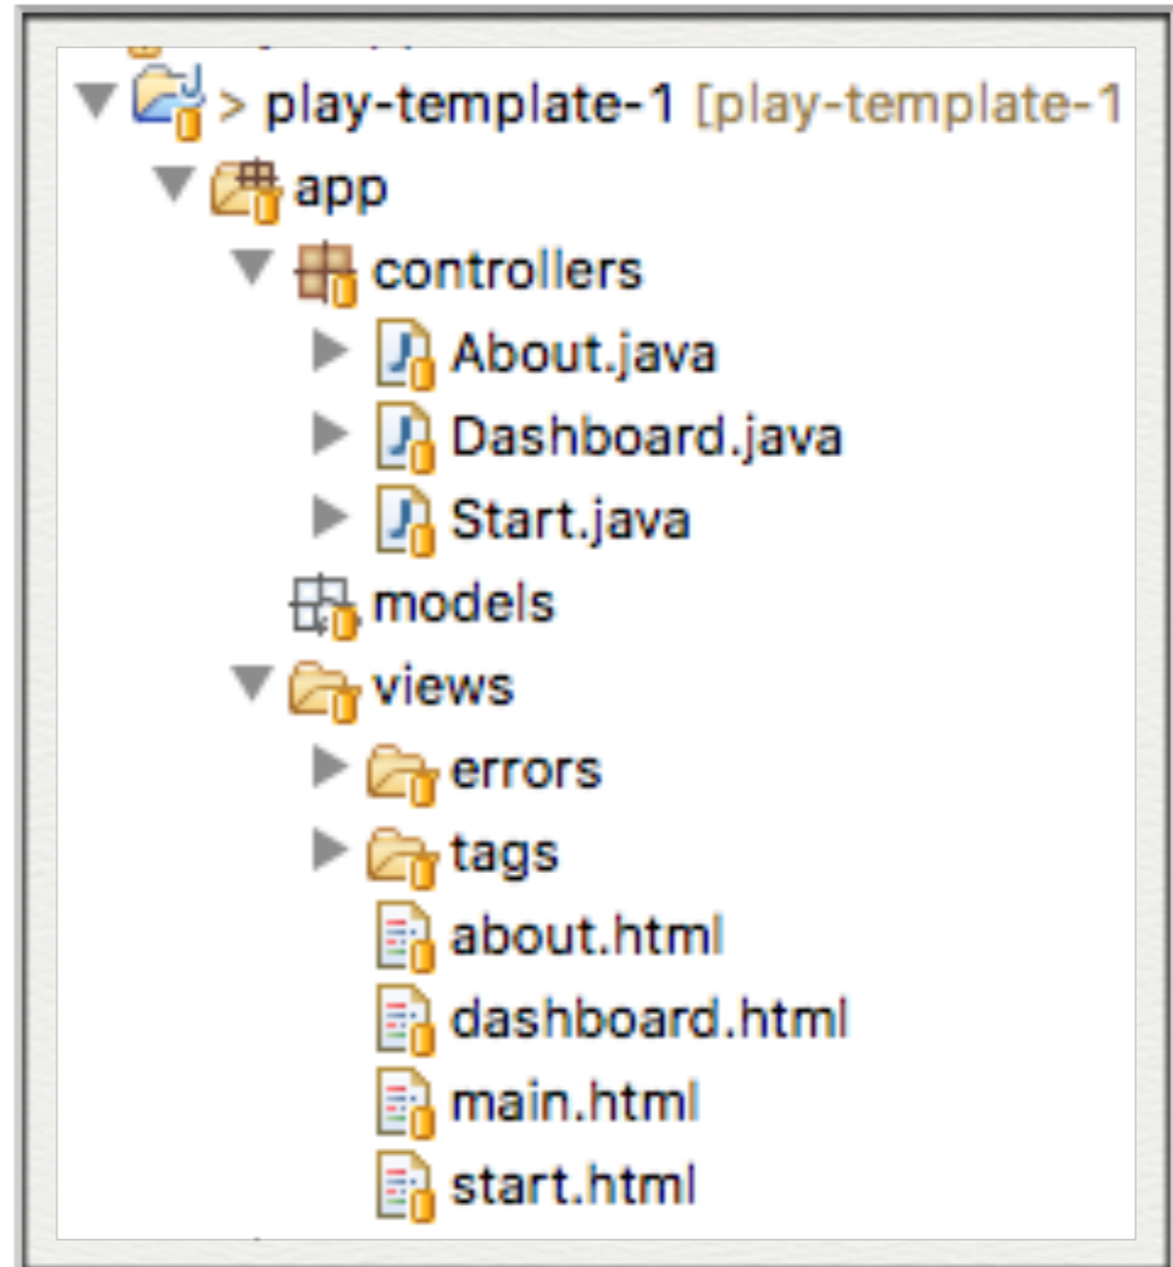 > play-template-1 [play-template-1
app
controllers
About.java
Dashboard.java
Start.java
models
views
errors
tags
about.html
dashboard.html
main.html
start.html